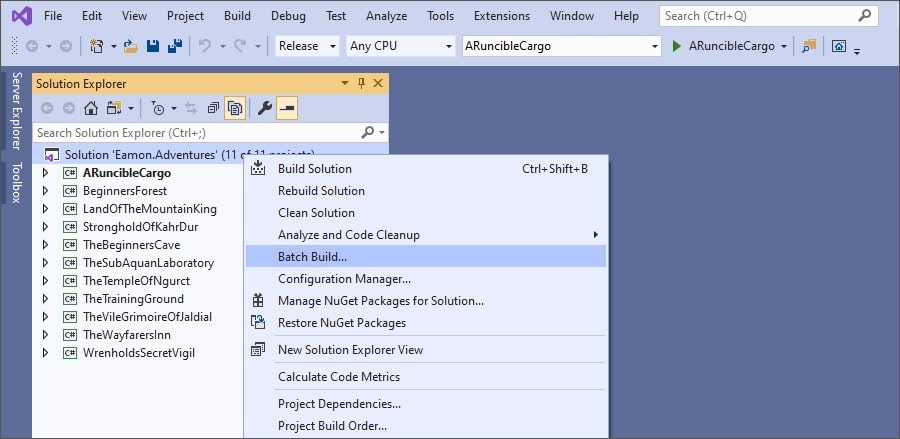 File Edit View Project Build Debug Test Analyze Tools Extensions Window Help Search (Ctrl+Q)
Release Any CPU ARuncibleCargo ARuncibleCargo
Server Explorer
Toolbox
Solution Explorer
Search Solution Explorer (Ctrl+;)
Solution 'Eamon.Adventures' (11 of 11 projects)
C# ARuncibleCargo
C# BeginnersForest
C# LandOfTheMountainKing
C# StrongholdOfKahrDur
C# TheBeginnersCave
C# TheSubAquanLaboratory
C# TheTempleOfNgurct
C# TheTrainingGround
C# TheVileGrimoireOfJaldial
C# TheWayfarersInn
C# WrenholdsSecretVigil
Build Solution Ctrl+Shift+B
Rebuild Solution
Clean Solution
Analyze and Code Cleanup
Batch Build...
Configuration Manager...
Manage NuGet Packages for Solution...
Restore NuGet Packages
New Solution Explorer View
Calculate Code Metrics
Project Dependencies...
Project Build Order...